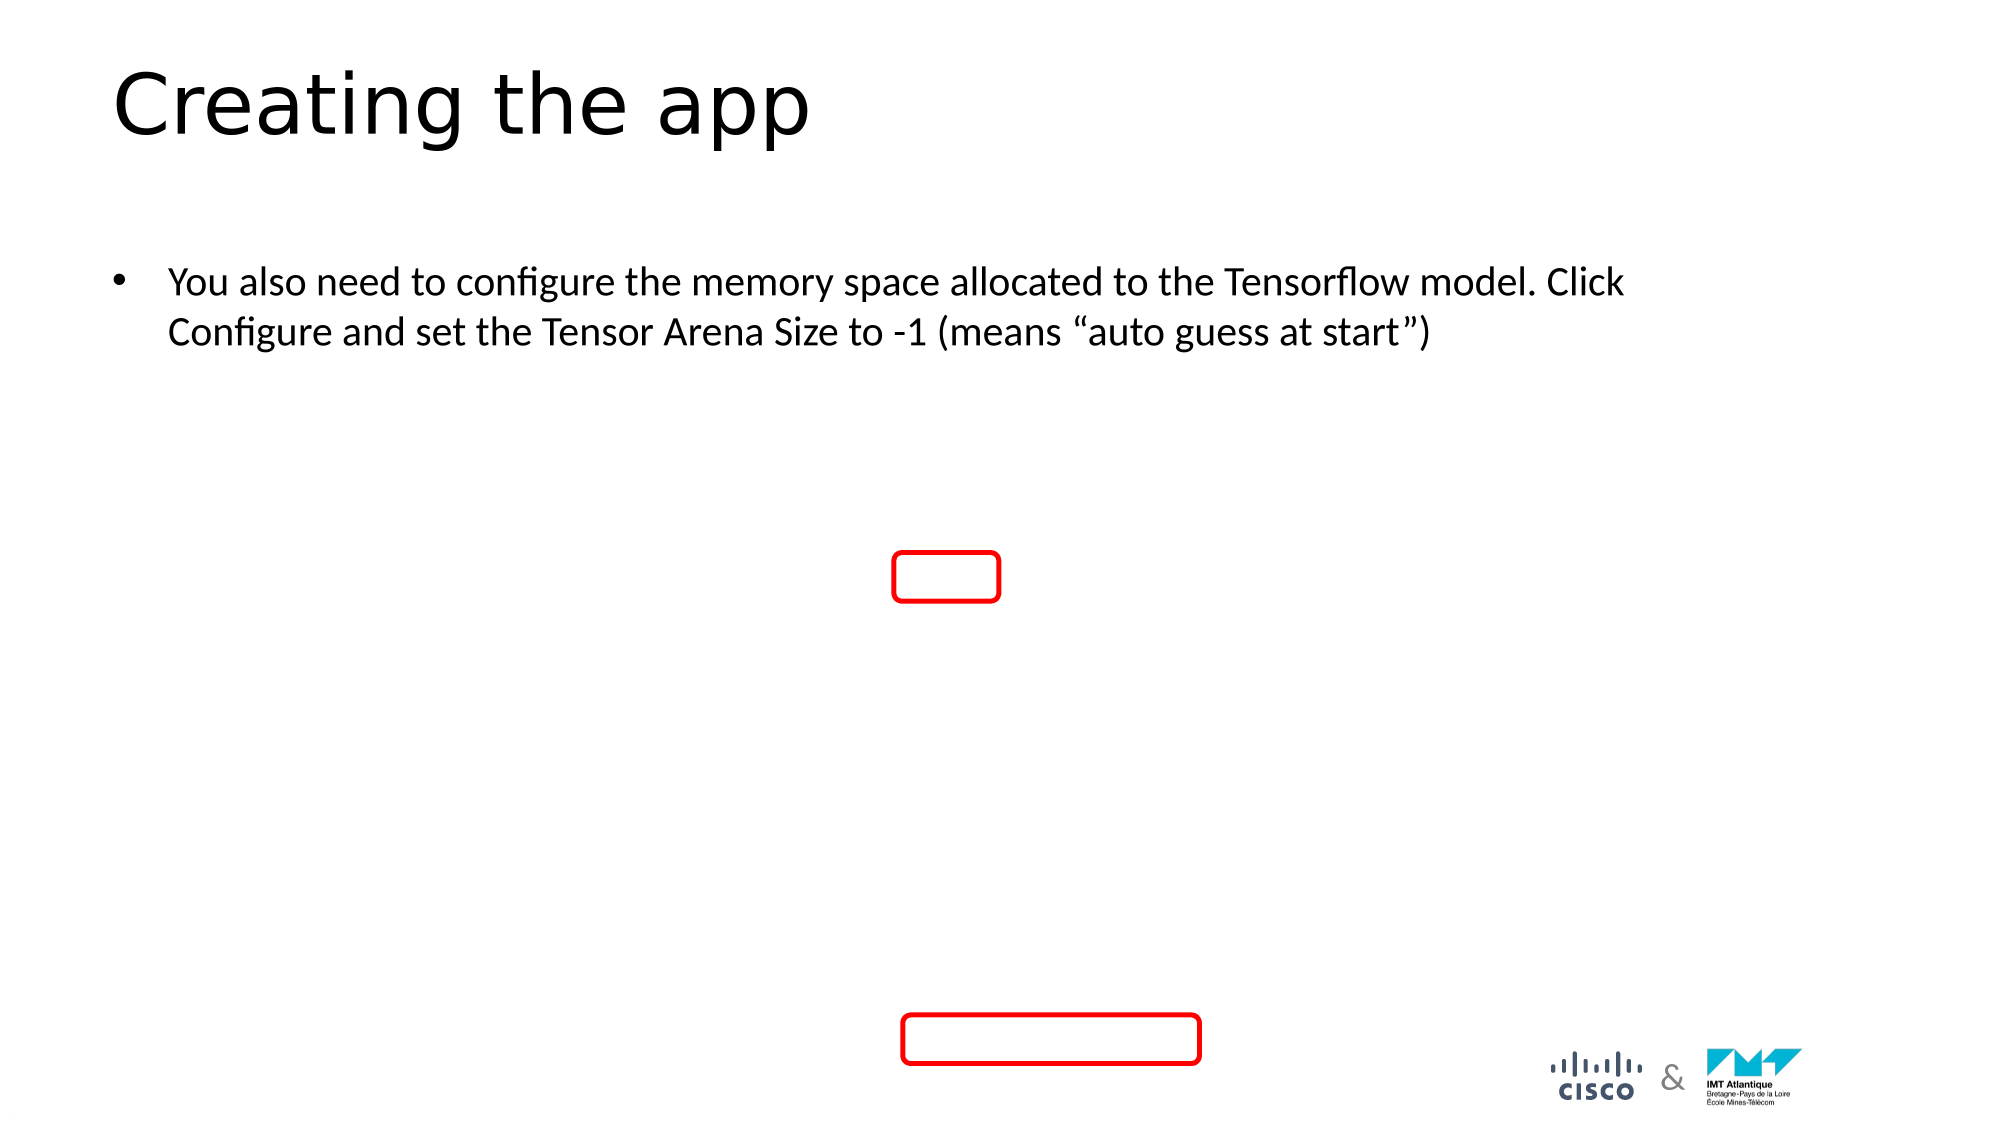 Creating the app
• You also need to configure the memory space allocated to the Tensorflow model. Click
Configure and set the Tensor Arena Size to -1 (means “auto guess at start”)
CISCO
&
IMT Atlantique
Bretagne-Pays de la Loire
École Mines-Télécom